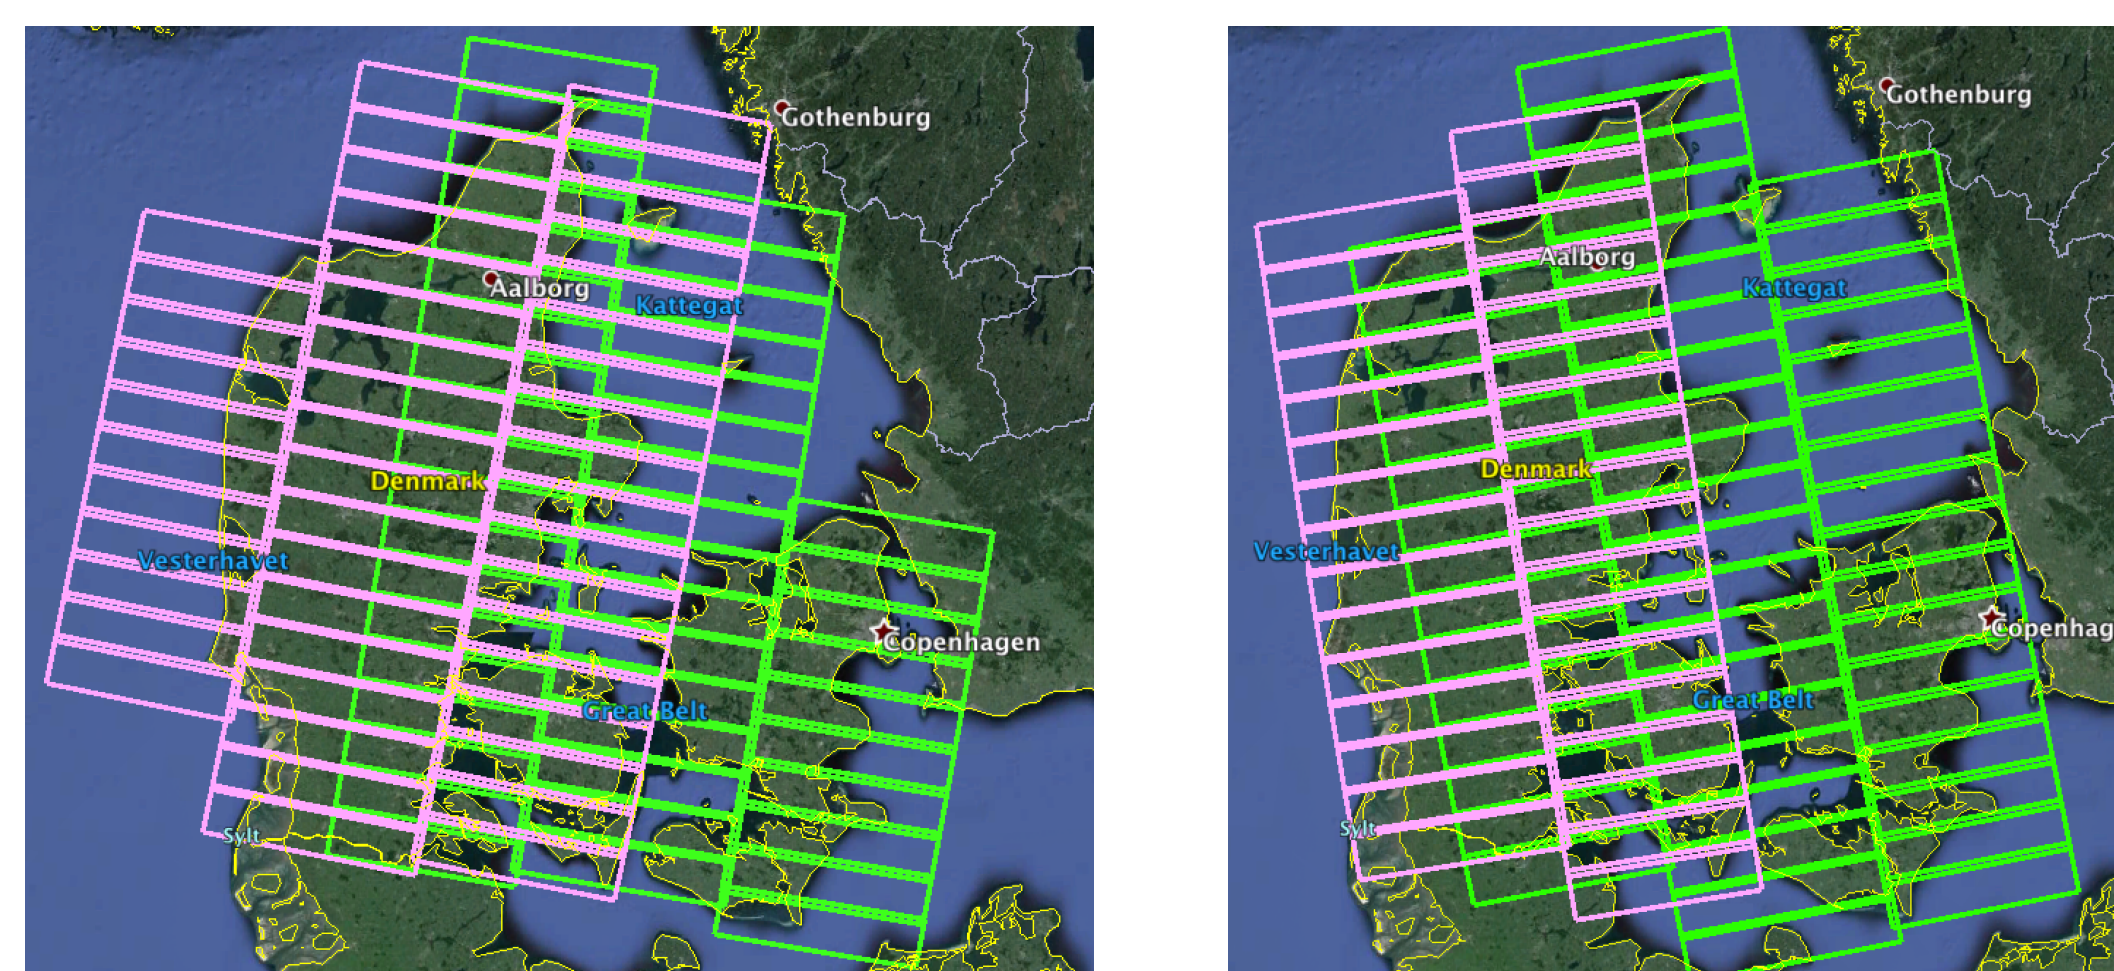 Gothenburg
Aalborg
Kattegat
Denmark
Vesterhavet
Copenhagen
Great Belt
Sylt
Gothenburg
Aalborg
Kattegat
Denmark
Vesterhavet
Copenhag
Great Belt
Sylt